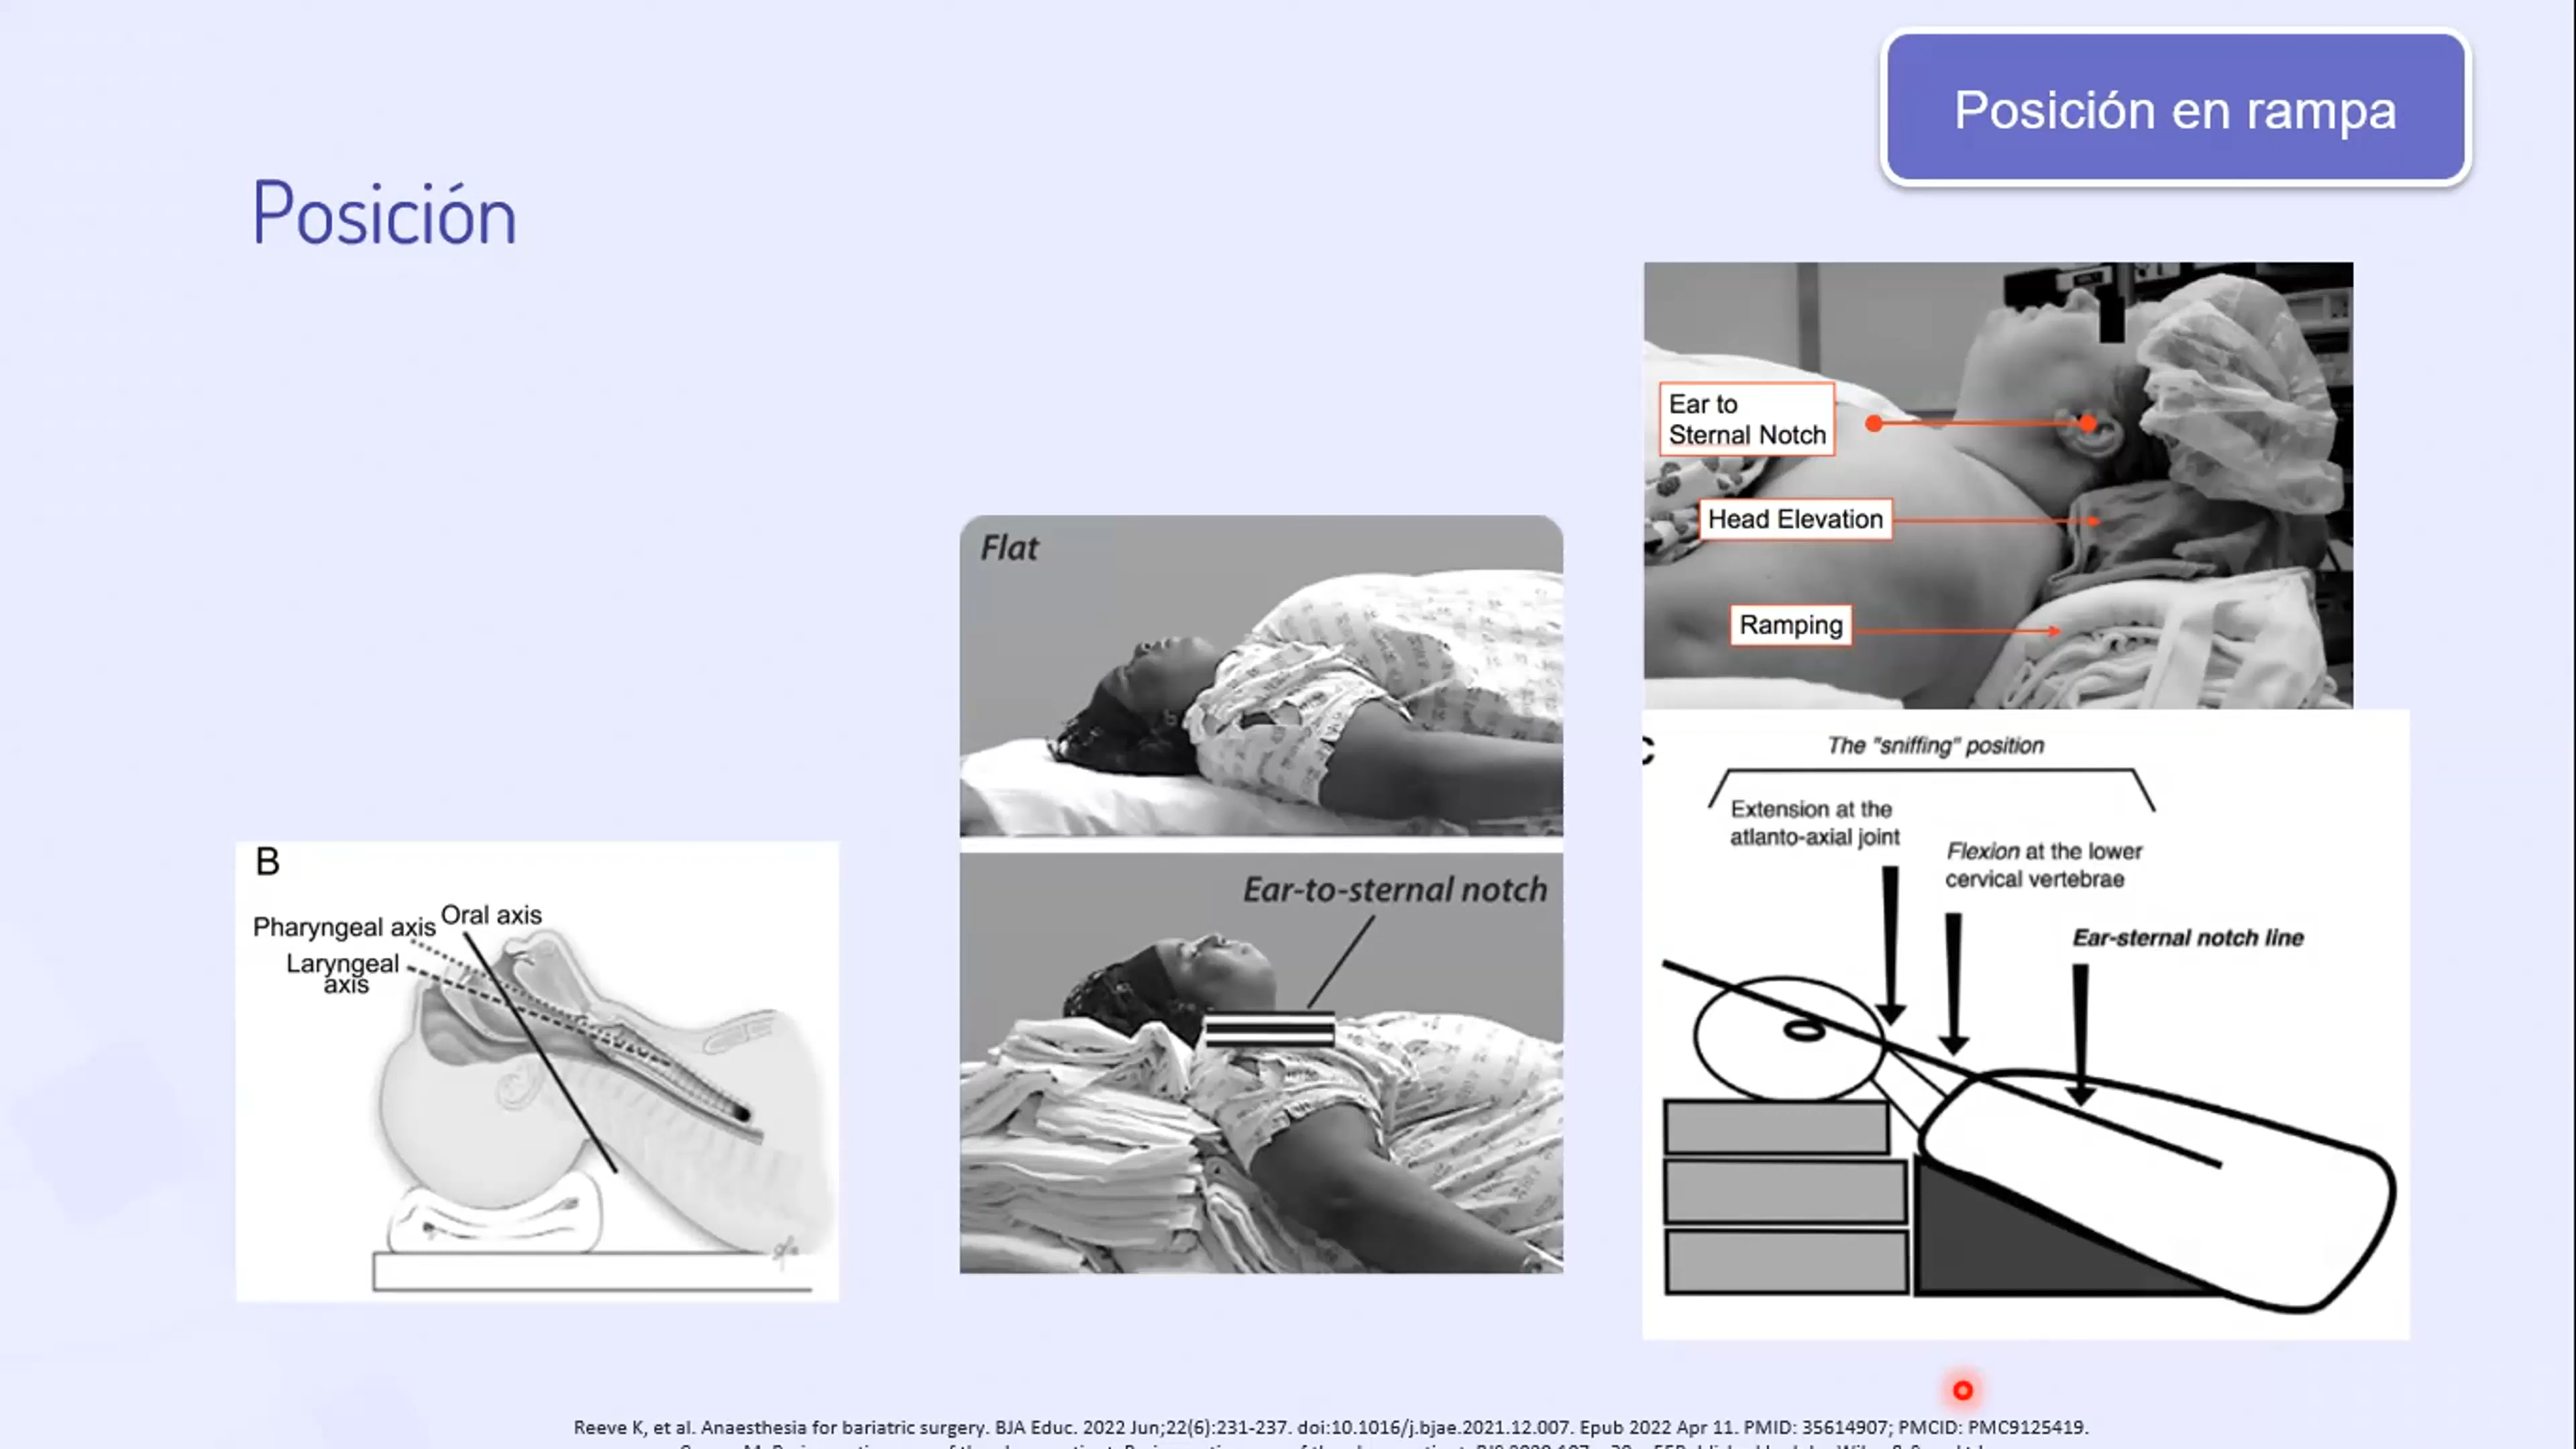 Posición en rampa
Posición
Ear to
Sternal Notch
Head Elevation
Ramping
Flat
Ear-to-sternal notch
B
Pharyngeal axis
Oral axis
Laryngeal
axis
C
The "sniffing" position
Extension at the
atlanto-axial joint
Flexion at the lower
cervical vertebrae
Ear-sternal notch line
Reeve K, et al. Anaesthesia for bariatric surgery. BJA Educ. 2022 Jun;22(6):231-237. doi:10.1016/j.bjae.2021.12.007. Epub 2022 Apr 11. PMID: 35614907; PMCID: PMC9125419.